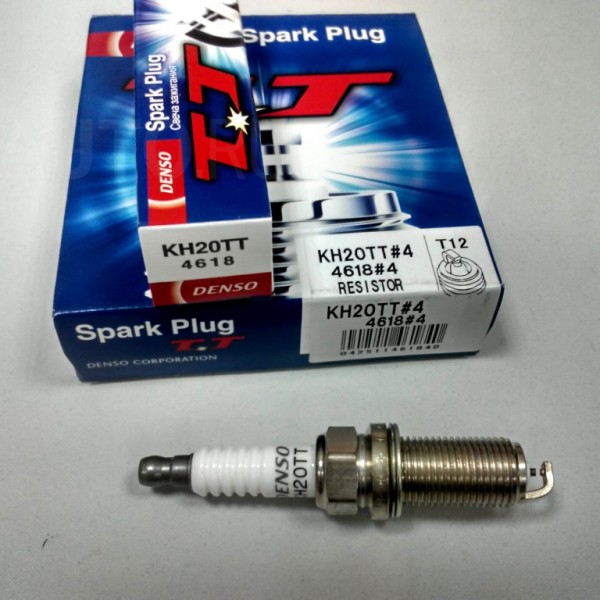 Spark Plug
T.T
Spark Plug
Свеча зажигания
T.T
DENSO
KH20TT
4618
DENSO
KH20TT#4
4618#4
RESISTOR
T12
KH20TT#4
4618#4
042511461840
Spark Plug
T.T
DENSO CORPORATION
DENSO
H20TT